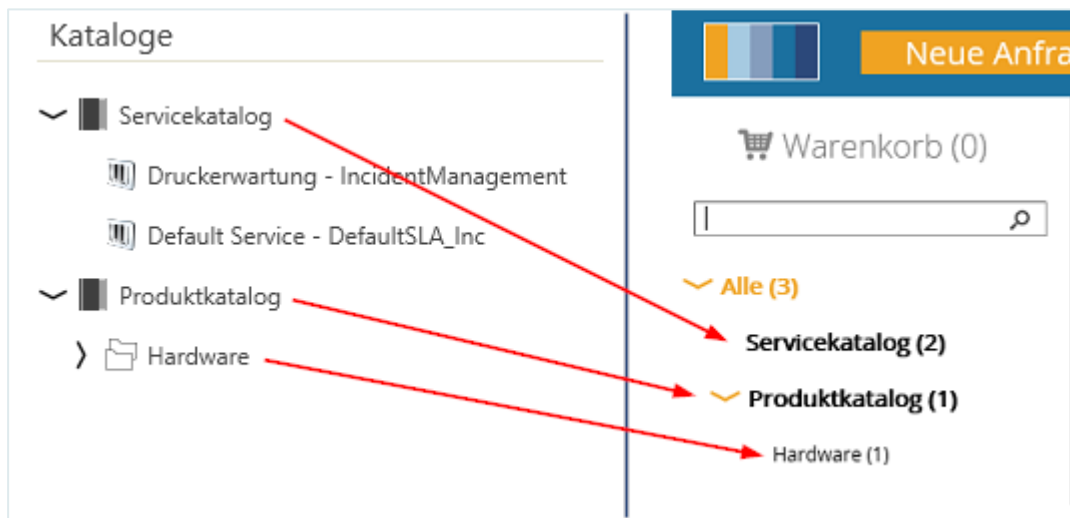 Kataloge
Servicekatalog
Druckerwartung - IncidentManagement
Default Service - DefaultSLA_Inc
Produktkatalog
Hardware
Neue Anfra
Warenkorb (0)
Alle (3)
Servicekatalog (2)
Produktkatalog (1)
Hardware (1)